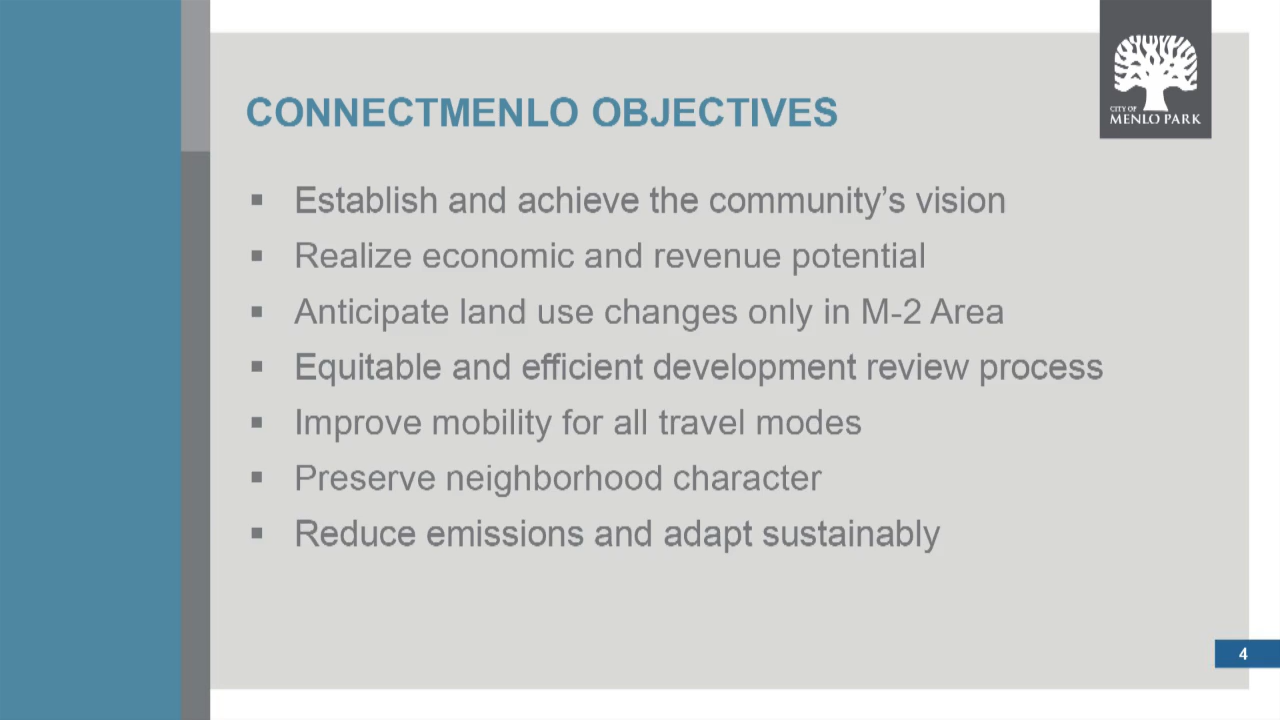 CITY OF
MENLO PARK
CONNECTMENLO OBJECTIVES
▪ Establish and achieve the community’s vision
▪ Realize economic and revenue potential
▪ Anticipate land use changes only in M-2 Area
▪ Equitable and efficient development review process
▪ Improve mobility for all travel modes
▪ Preserve neighborhood character
▪ Reduce emissions and adapt sustainably
4